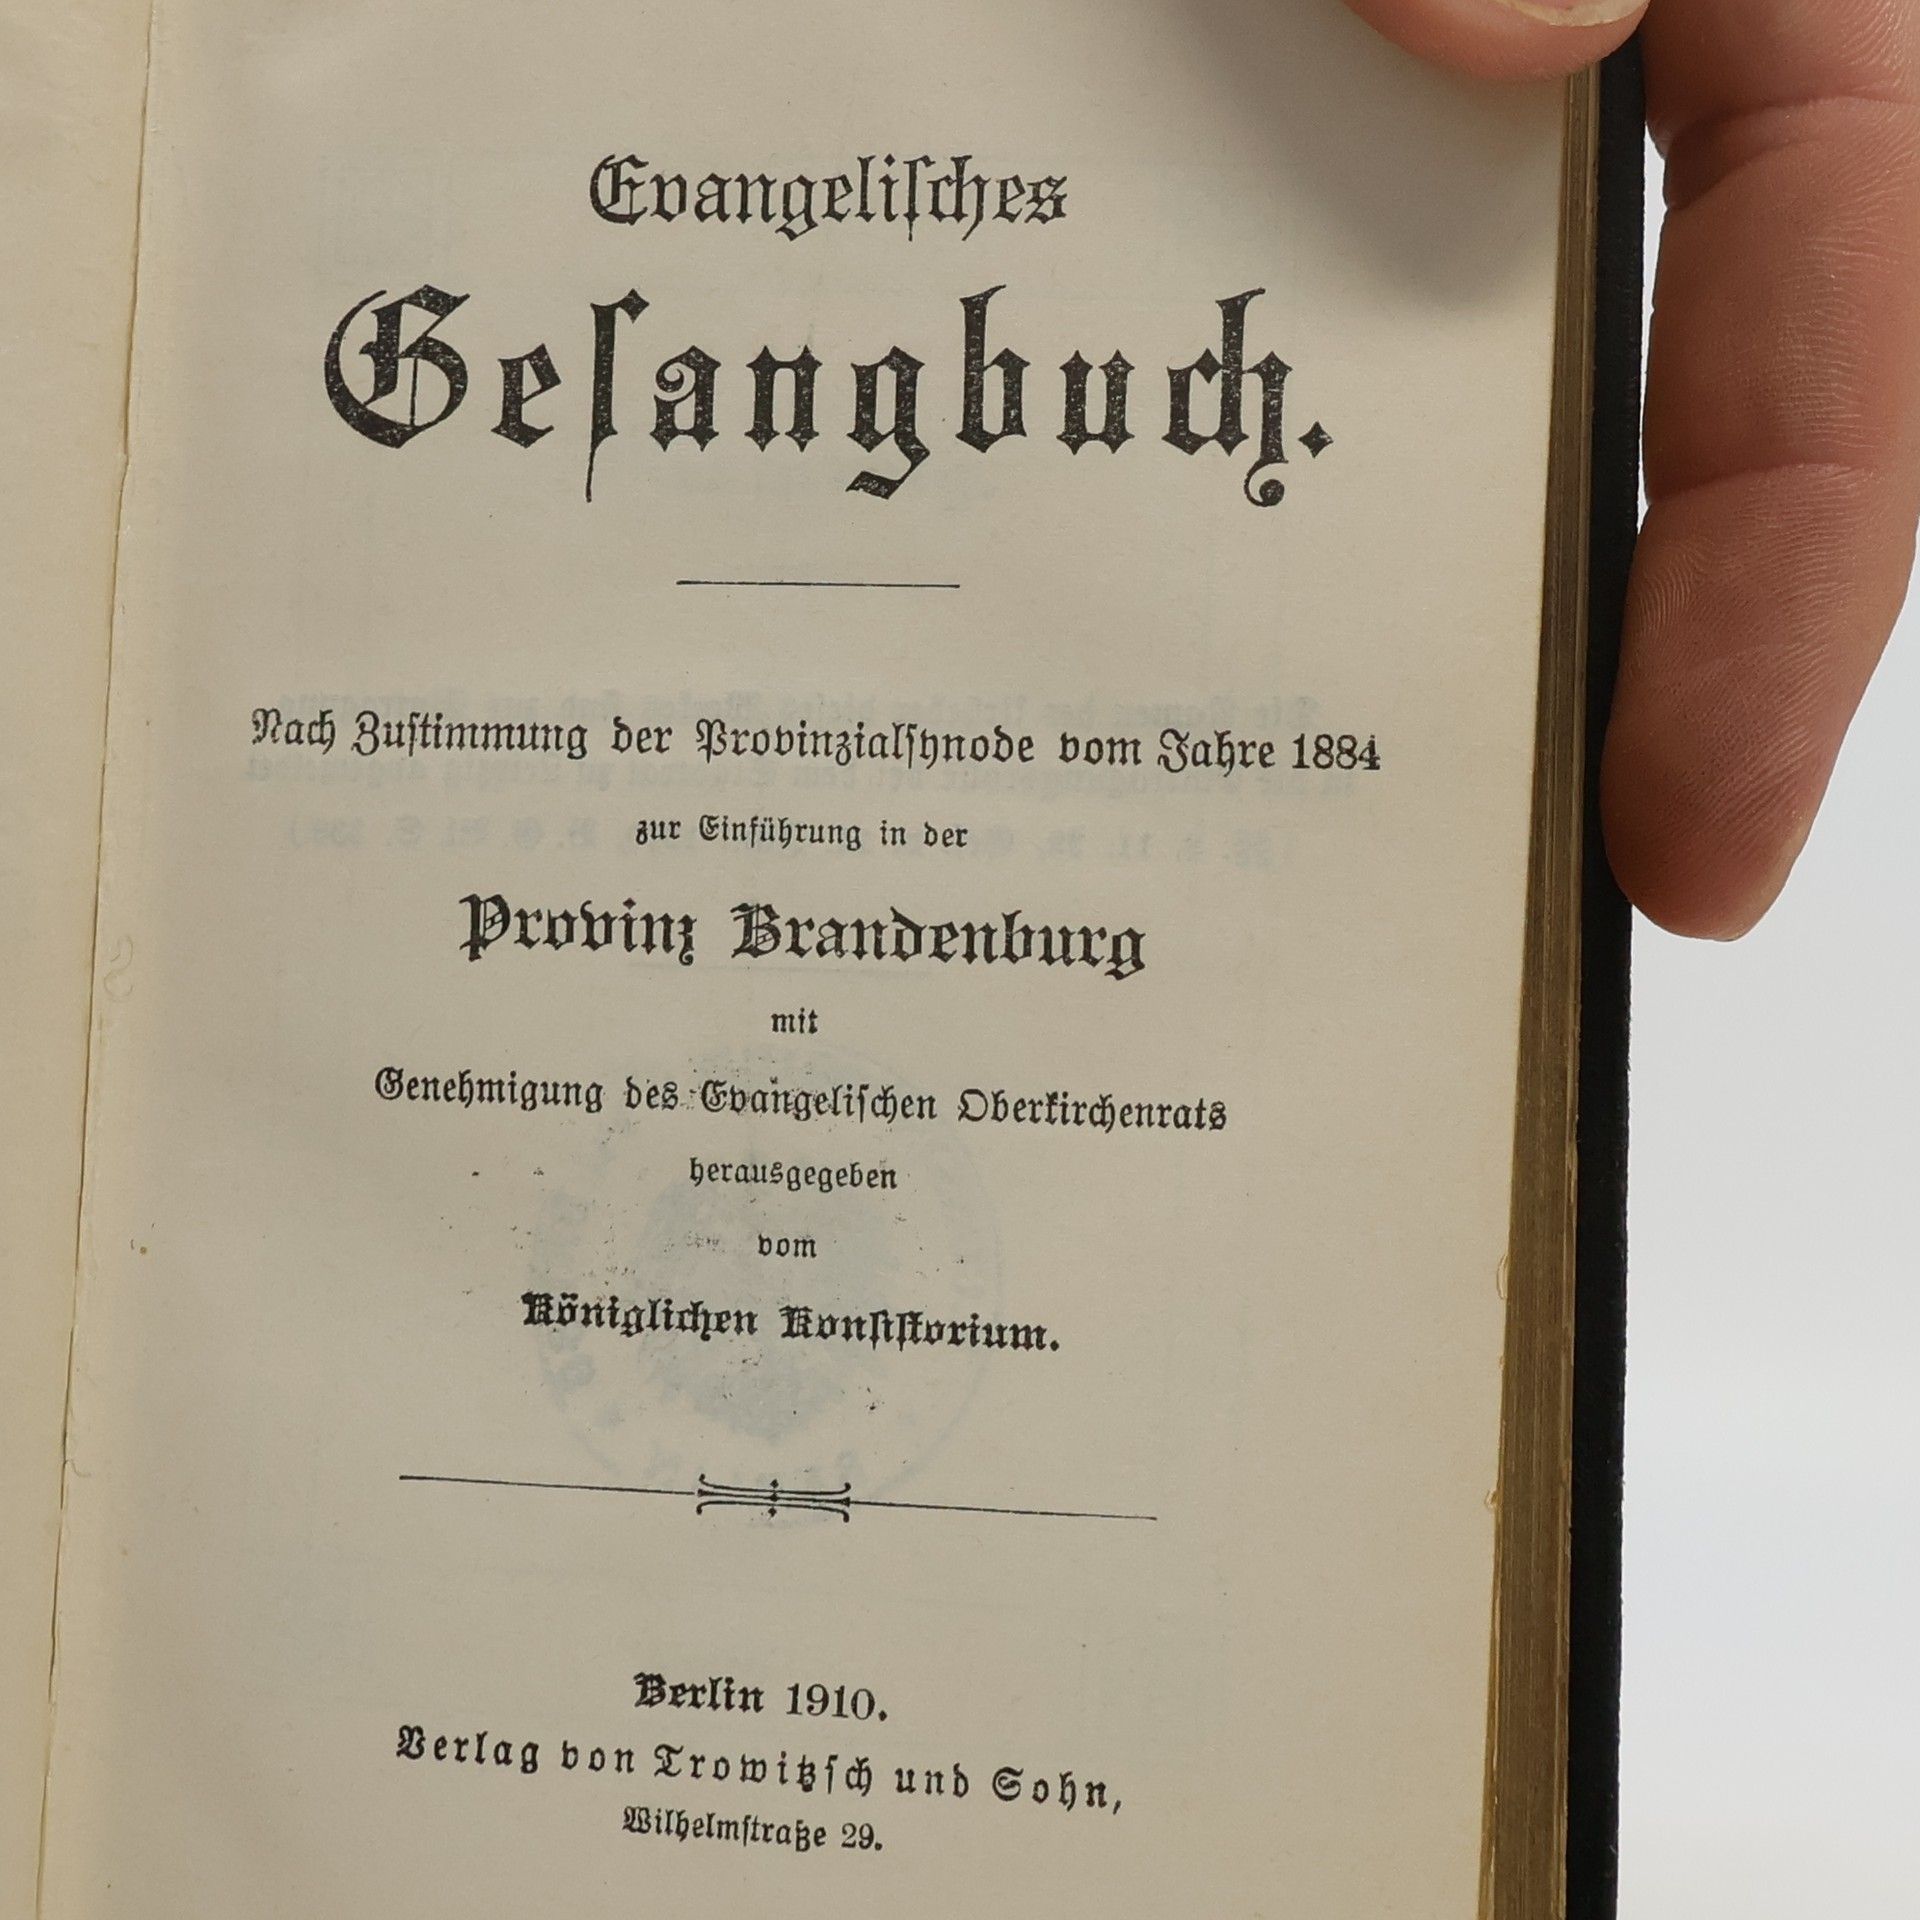 Evangeliſches
Geſangbuch.
Nach Zuſtimmung der Provinzialſynode vom Jahre 1884
zur Einführung in der
Provinz Brandenburg
mit
Genehmigung des Evangeliſchen Oberkirchenrats
herausgegeben
vom
Königlichen Konſiſtorium.
Berlin 1910.
Verlag von Trowitzſch und Sohn,
Wilhelmſtraße 29.